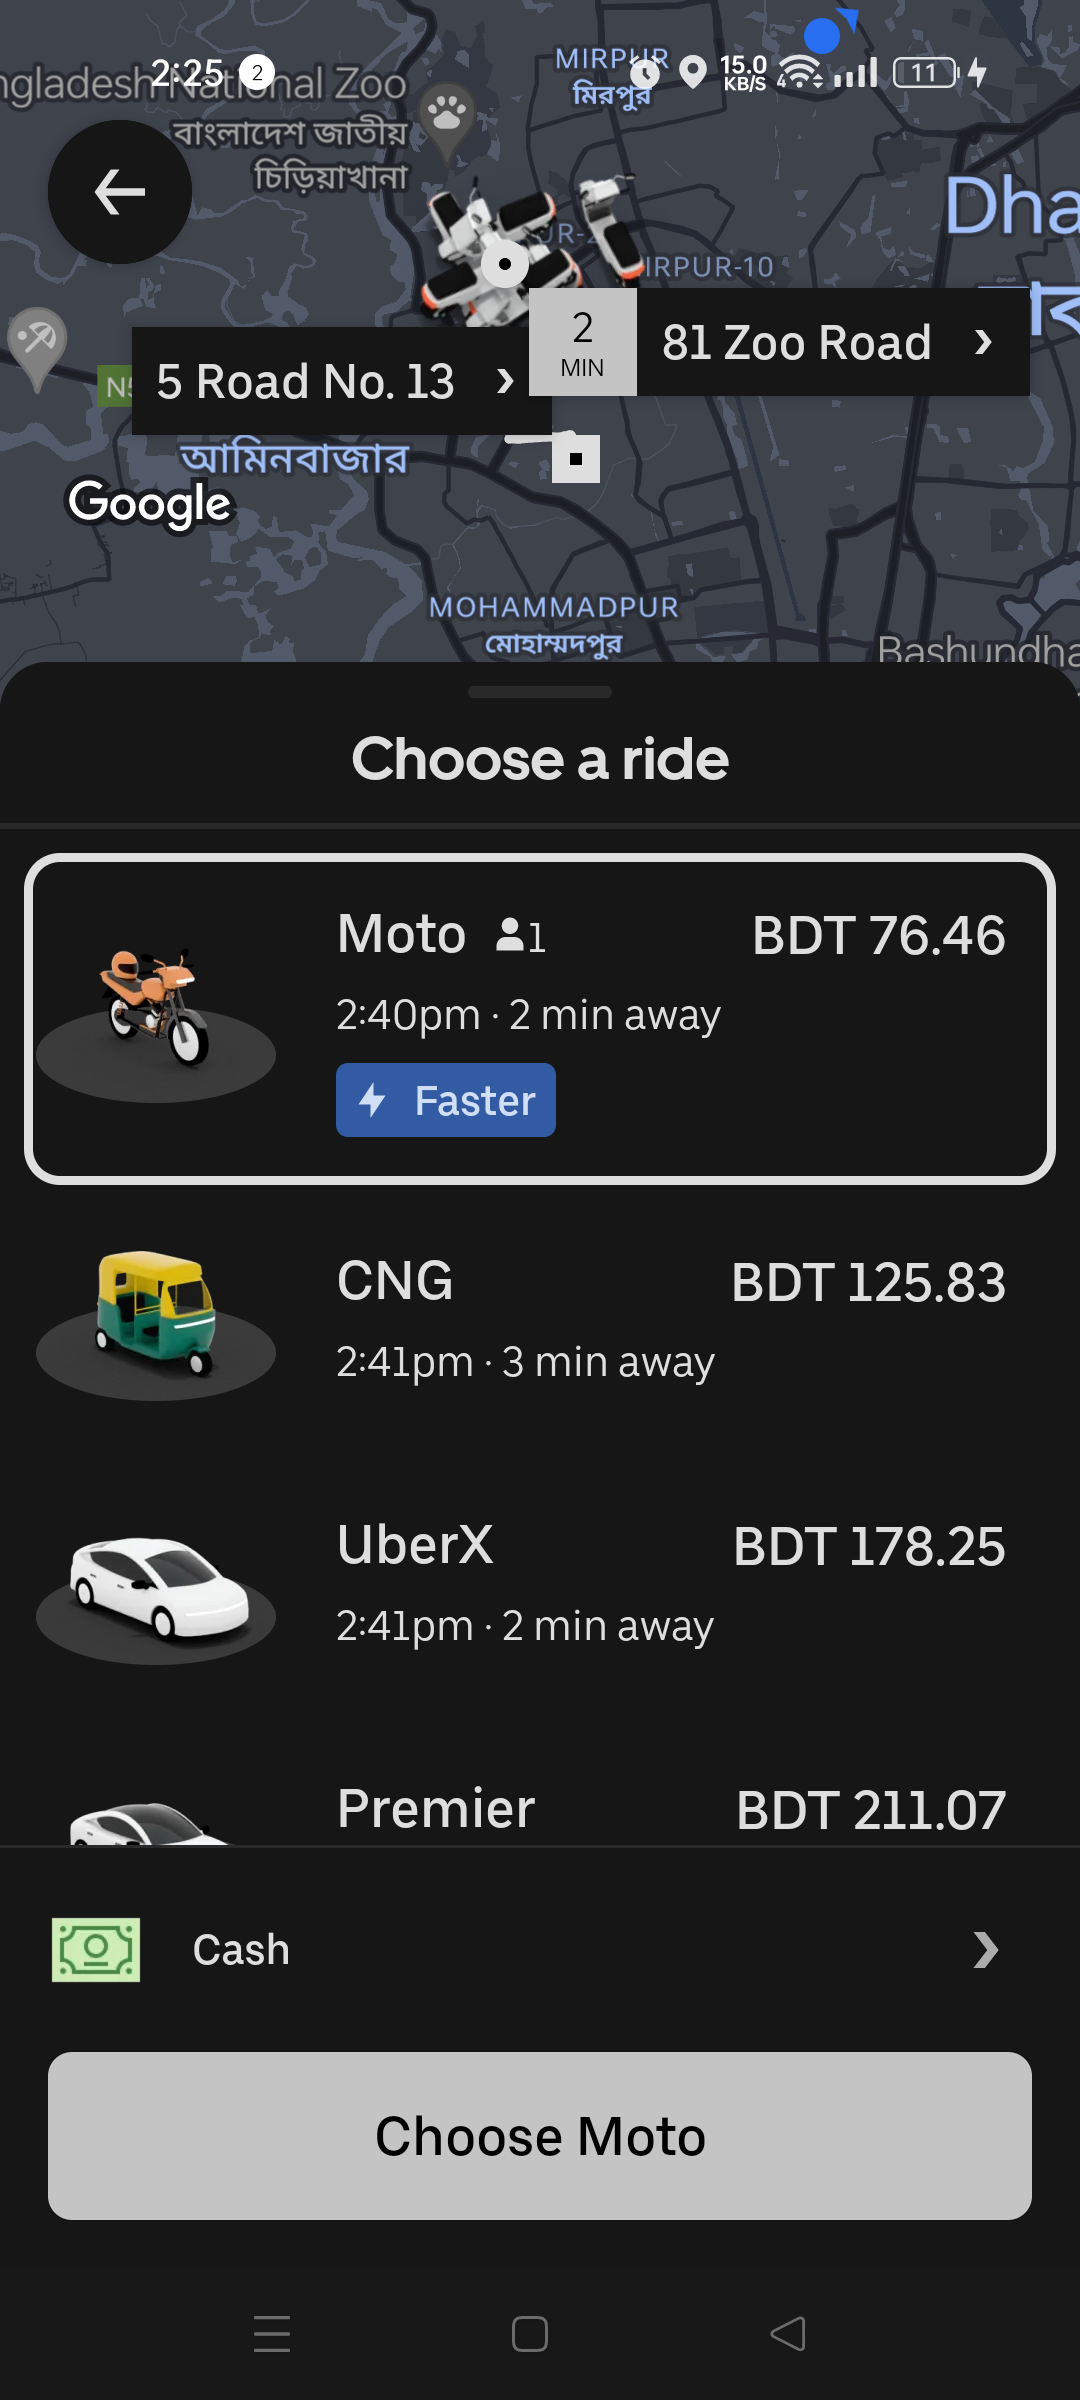 2:25 2
15.0
KB/S
4
11
ngladesh National Zoo
বাংলাদেশ জাতীয়
চিড়িয়াখানা
MIRPUR
মিরপুর
Dha
IRPUR-10
5 Road No. 13
2
MIN
81 Zoo Road
আমিনবাজার
Google
MOHAMMADPUR
মোহাম্মদপুর
Bashundha
Choose a ride
Moto 1 BDT 76.46
2:40pm · 2 min away
Faster
CNG BDT 125.83
2:41pm · 3 min away
UberX BDT 178.25
2:41pm · 2 min away
Premier BDT 211.07
Cash
Choose Moto